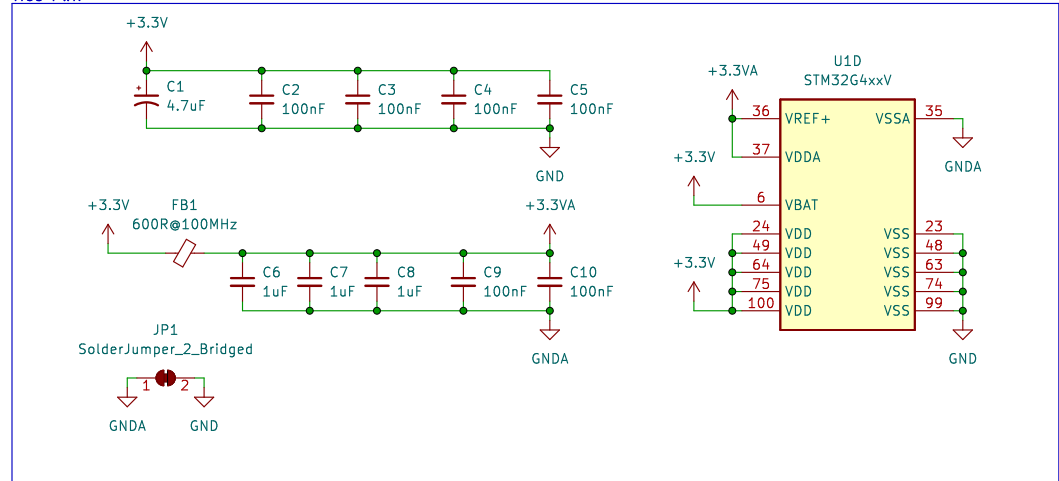 +3.3V
C1
4.7uF
C2
100nF
C3
100nF
C4
100nF
C5
100nF
GND
+3.3V
FB1
600R@100MHz
+3.3VA
C6
1uF
C7
1uF
C8
1uF
C9
100nF
C10
100nF
GNDA
JP1
SolderJumper_2_Bridged
1 2
GNDA
GND
U1D
STM32G4xxV
+3.3VA
36 VREF+ VSSA 35
GNDA
37 VDDA
+3.3V
6 VBAT
24 VDD VSS 23
49 VDD VSS 48
+3.3V
64 VDD VSS 63
75 VDD VSS 74
100 VDD VSS 99
GND